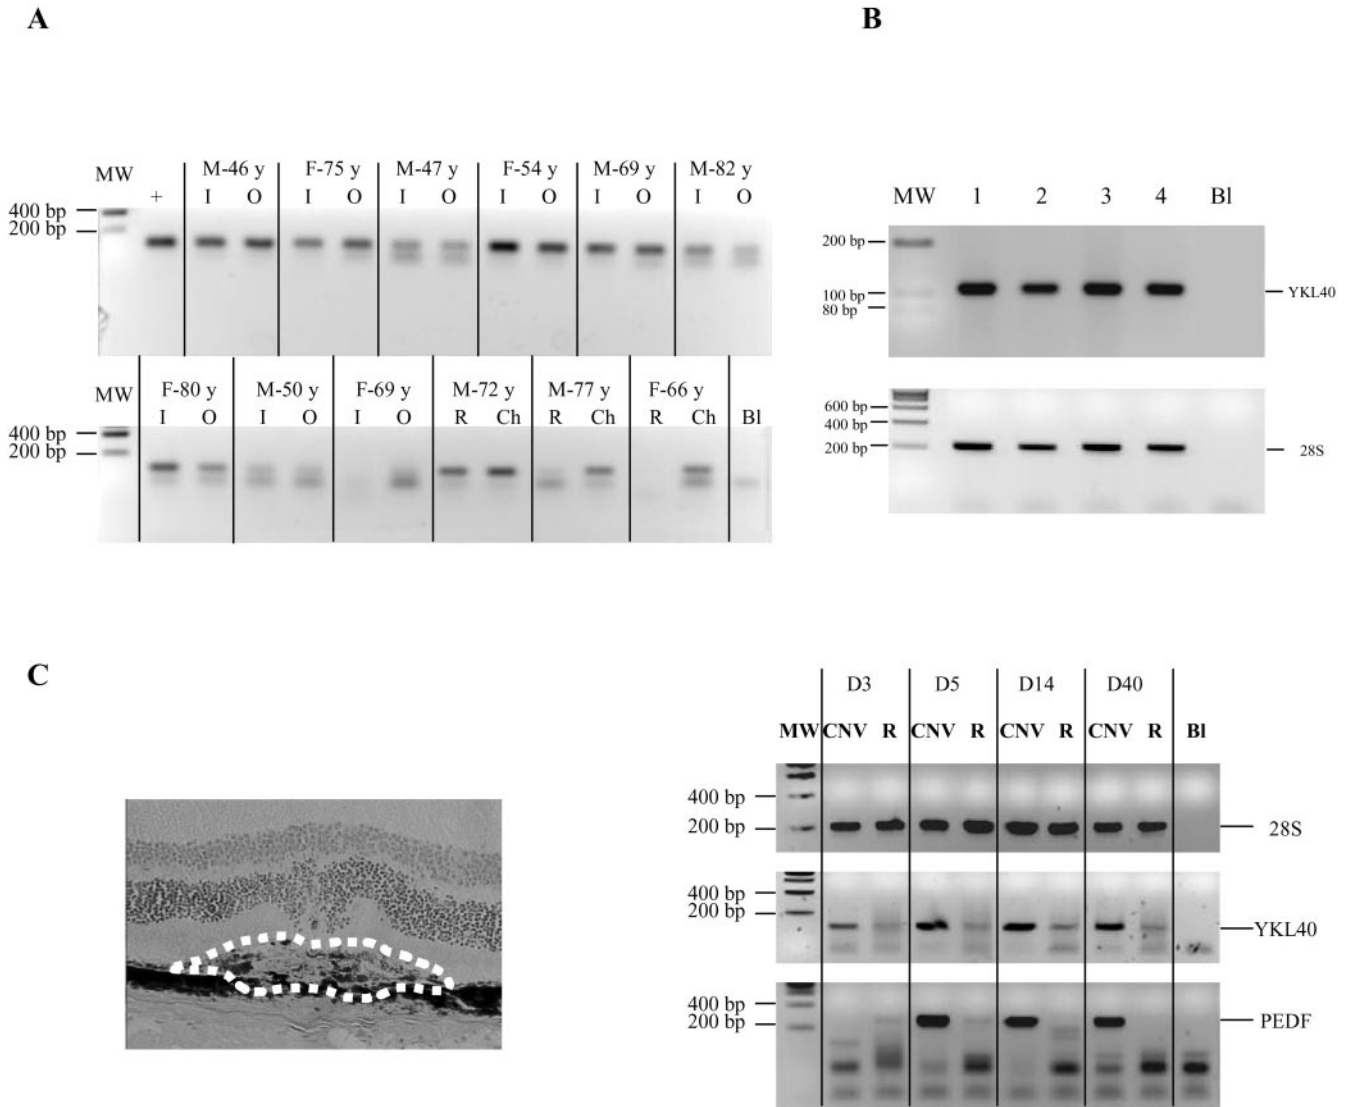 A
MW + M-46 y F-75 y M-47 y F-54 y M-69 y M-82 y
I O I O I O I O I O I O
400 bp
200 bp
MW F-80 y M-50 y F-69 y M-72 y M-77 y F-66 y
I O I O I O R Ch R Ch R Ch Bl
400 bp
200 bp
B
MW 1 2 3 4 Bl
200 bp
100 bp YKL40
80 bp
600 bp
400 bp
200 bp 28S
C
D3 D5 D14 D40
MW CNV R CNV R CNV R CNV R Bl
400 bp
200 bp 28S
400 bp
200 bp YKL40
400 bp
200 bp PEDF